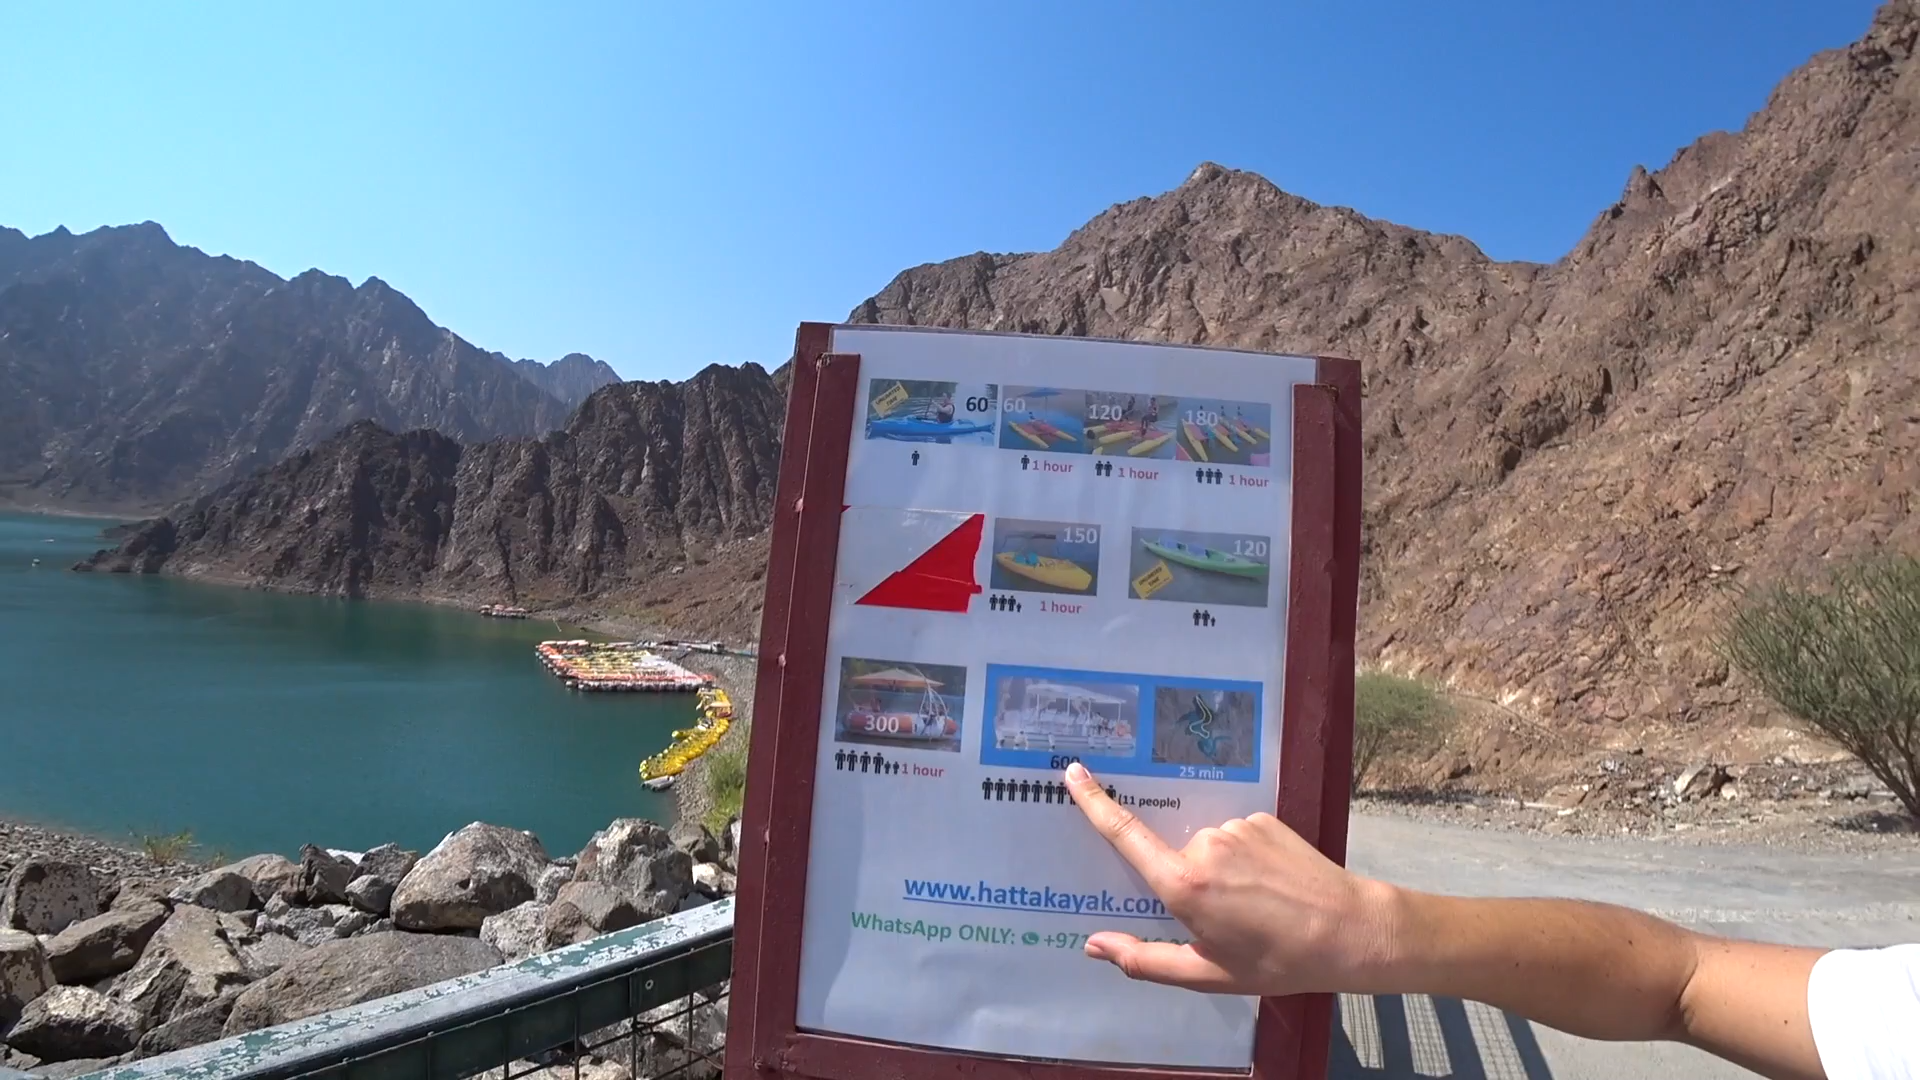 60
60
120
180
1 hour
1 hour
1 hour
150
120
1 hour
300
600
25 min
1 hour
(11 people)
www.hattakayak.com
WhatsApp ONLY: +971